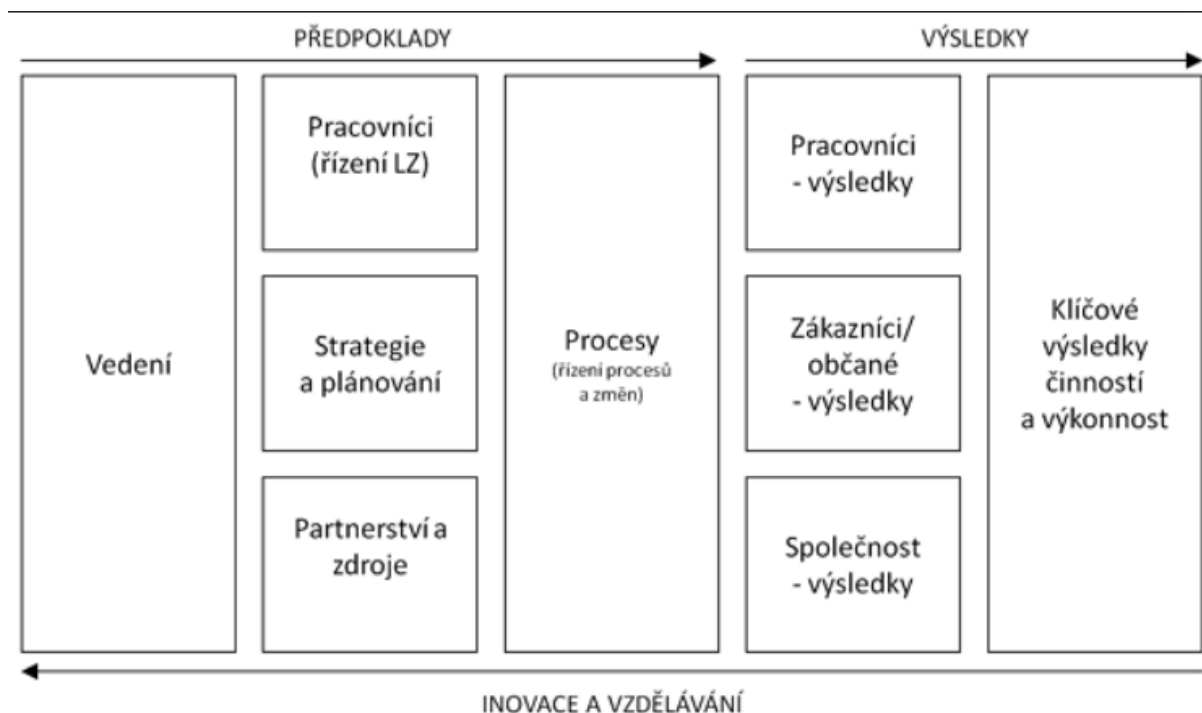 PŘEDPOKLADY
VÝSLEDKY
Vedení
Pracovníci
(řízení LZ)
Strategie
a plánování
Partnerství a
zdroje
Procesy
(řízení procesů
a změn)
Pracovníci
- výsledky
Zákazníci/
občané
- výsledky
Společnost
- výsledky
Klíčové
výsledky
činností
a výkonnost
INOVACE A VZDĚLÁVÁNÍ